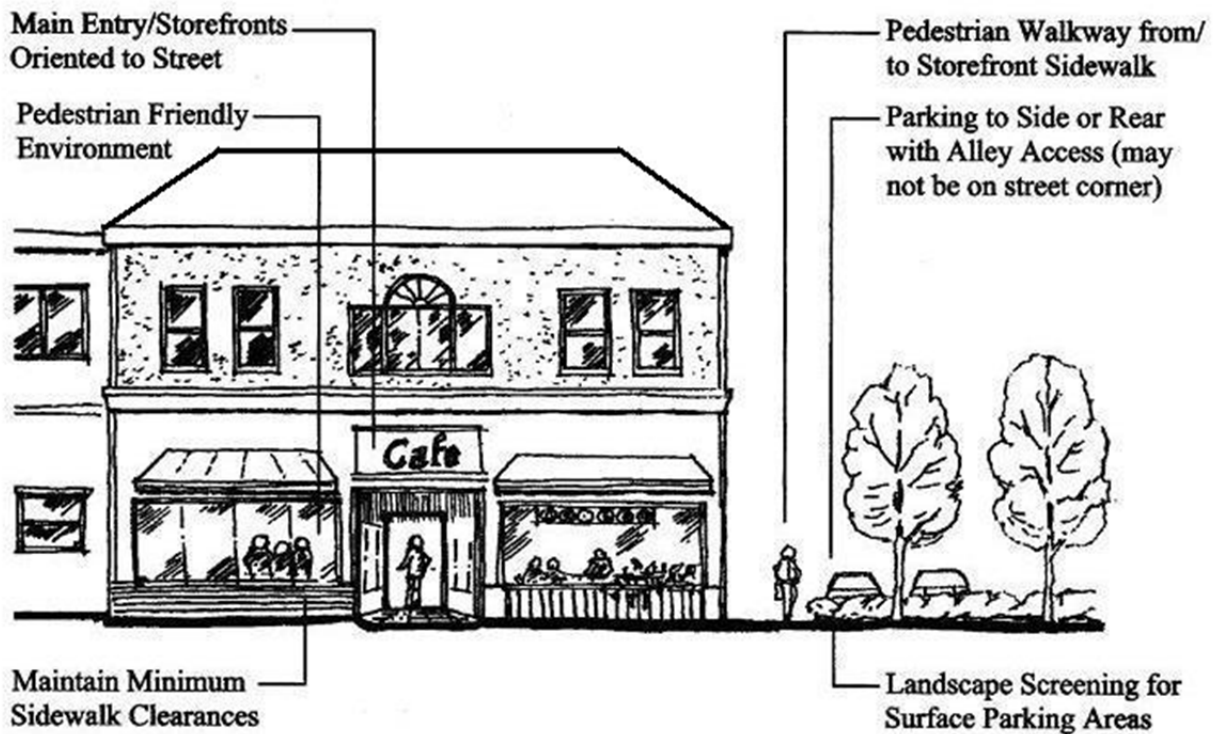 Main Entry/Storefronts
Oriented to Street
Pedestrian Friendly
Environment
Pedestrian Walkway from/
to Storefront Sidewalk
Parking to Side or Rear
with Alley Access (may
not be on street corner)
Cafe
Maintain Minimum
Sidewalk Clearances
Landscape Screening for
Surface Parking Areas